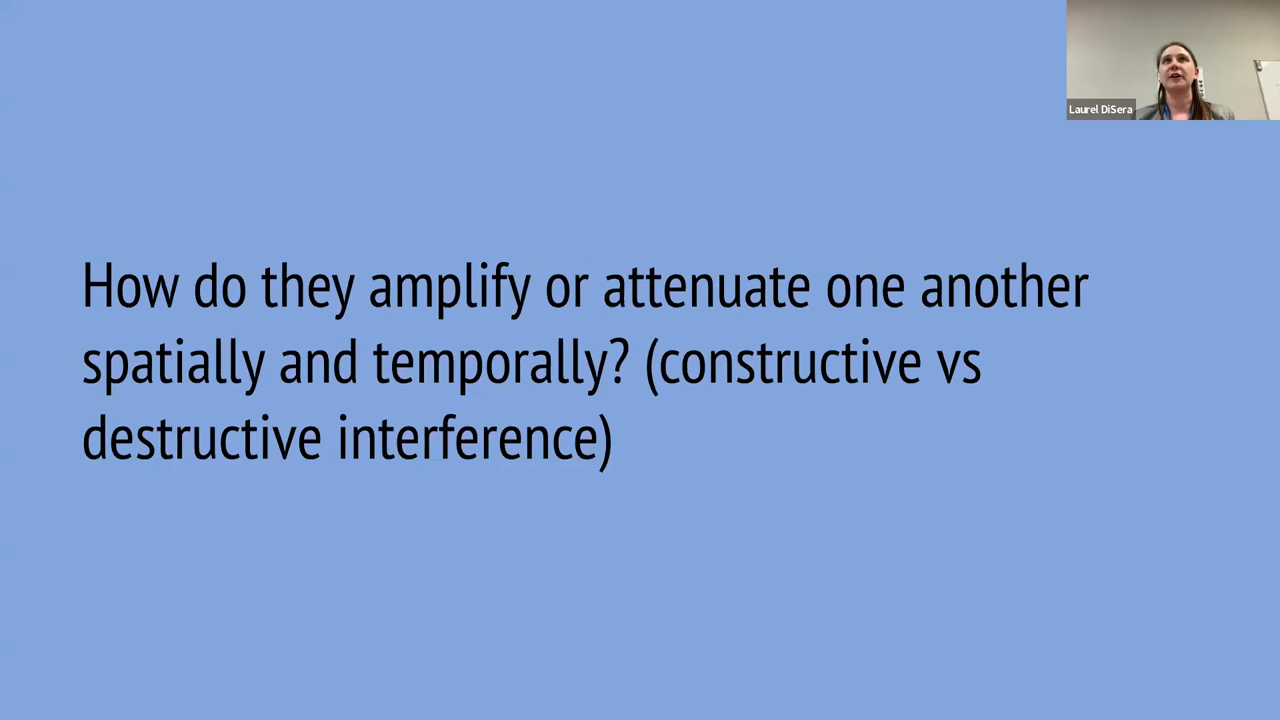 Laurel DiSera
How do they amplify or attenuate one another
spatially and temporally? (constructive vs
destructive interference)